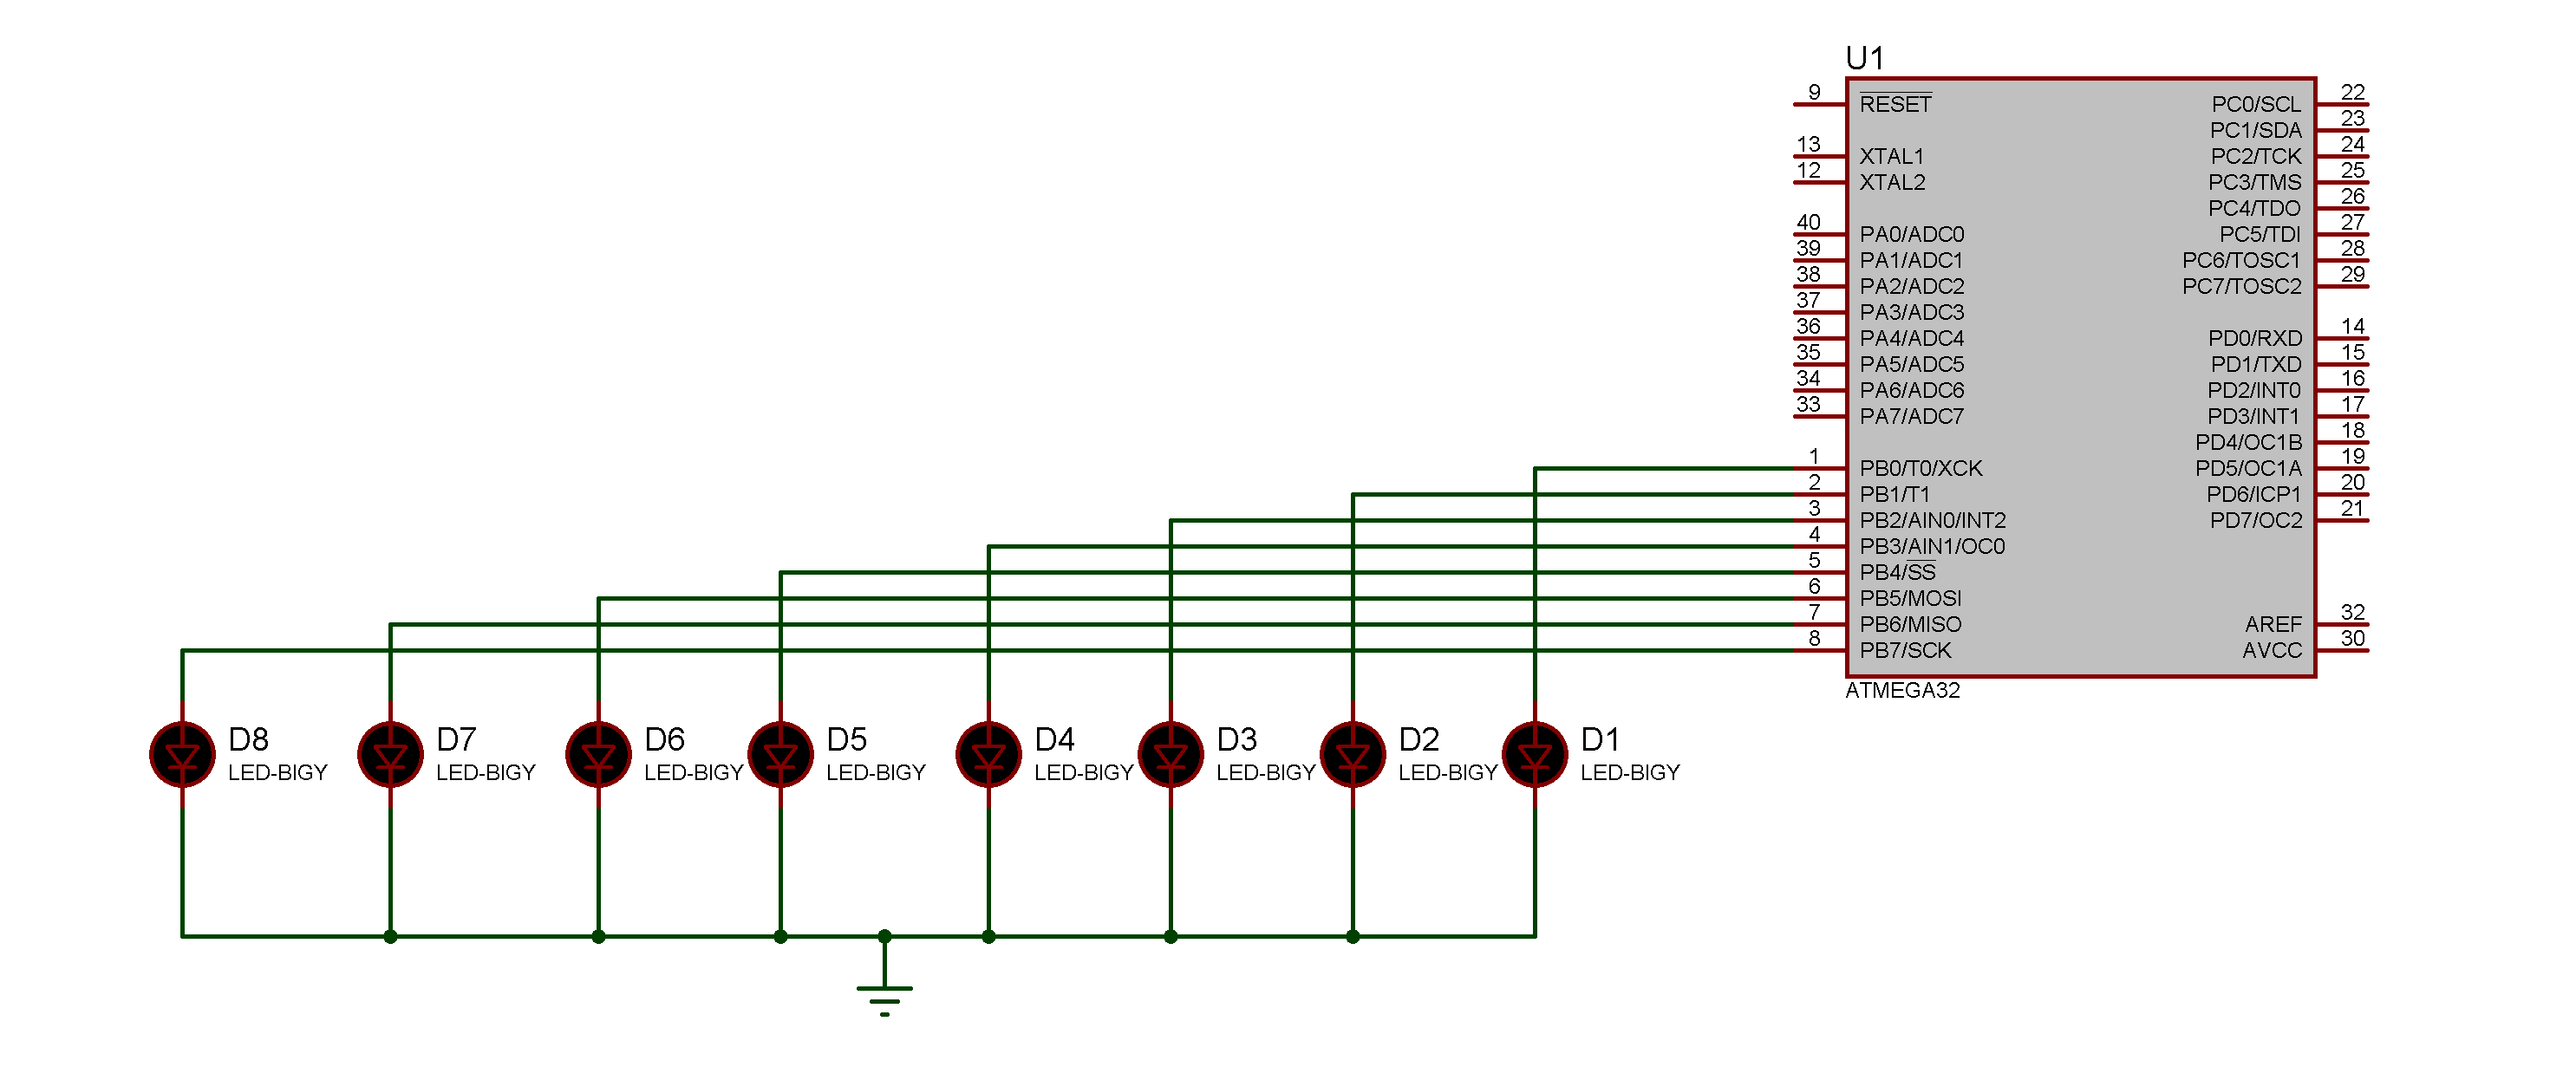 U1
9 RESET
13 XTAL1
12 XTAL2
40 PA0/ADC0
39 PA1/ADC1
38 PA2/ADC2
37 PA3/ADC3
36 PA4/ADC4
35 PA5/ADC5
34 PA6/ADC6
33 PA7/ADC7
1 PB0/T0/XCK
2 PB1/T1
3 PB2/AIN0/INT2
4 PB3/AIN1/OC0
5 PB4/SS
6 PB5/MOSI
7 PB6/MISO
8 PB7/SCK
PC0/SCL 22
PC1/SDA 23
PC2/TCK 24
PC3/TMS 25
PC4/TDO 26
PC5/TDI 27
PC6/TOSC1 28
PC7/TOSC2 29
PD0/RXD 14
PD1/TXD 15
PD2/INT0 16
PD3/INT1 17
PD4/OC1B 18
PD5/OC1A 19
PD6/ICP1 20
PD7/OC2 21
AREF 32
AVCC 30
ATMEGA32
D8
LED-BIGY
D7
LED-BIGY
D6
LED-BIGY
D5
LED-BIGY
D4
LED-BIGY
D3
LED-BIGY
D2
LED-BIGY
D1
LED-BIGY